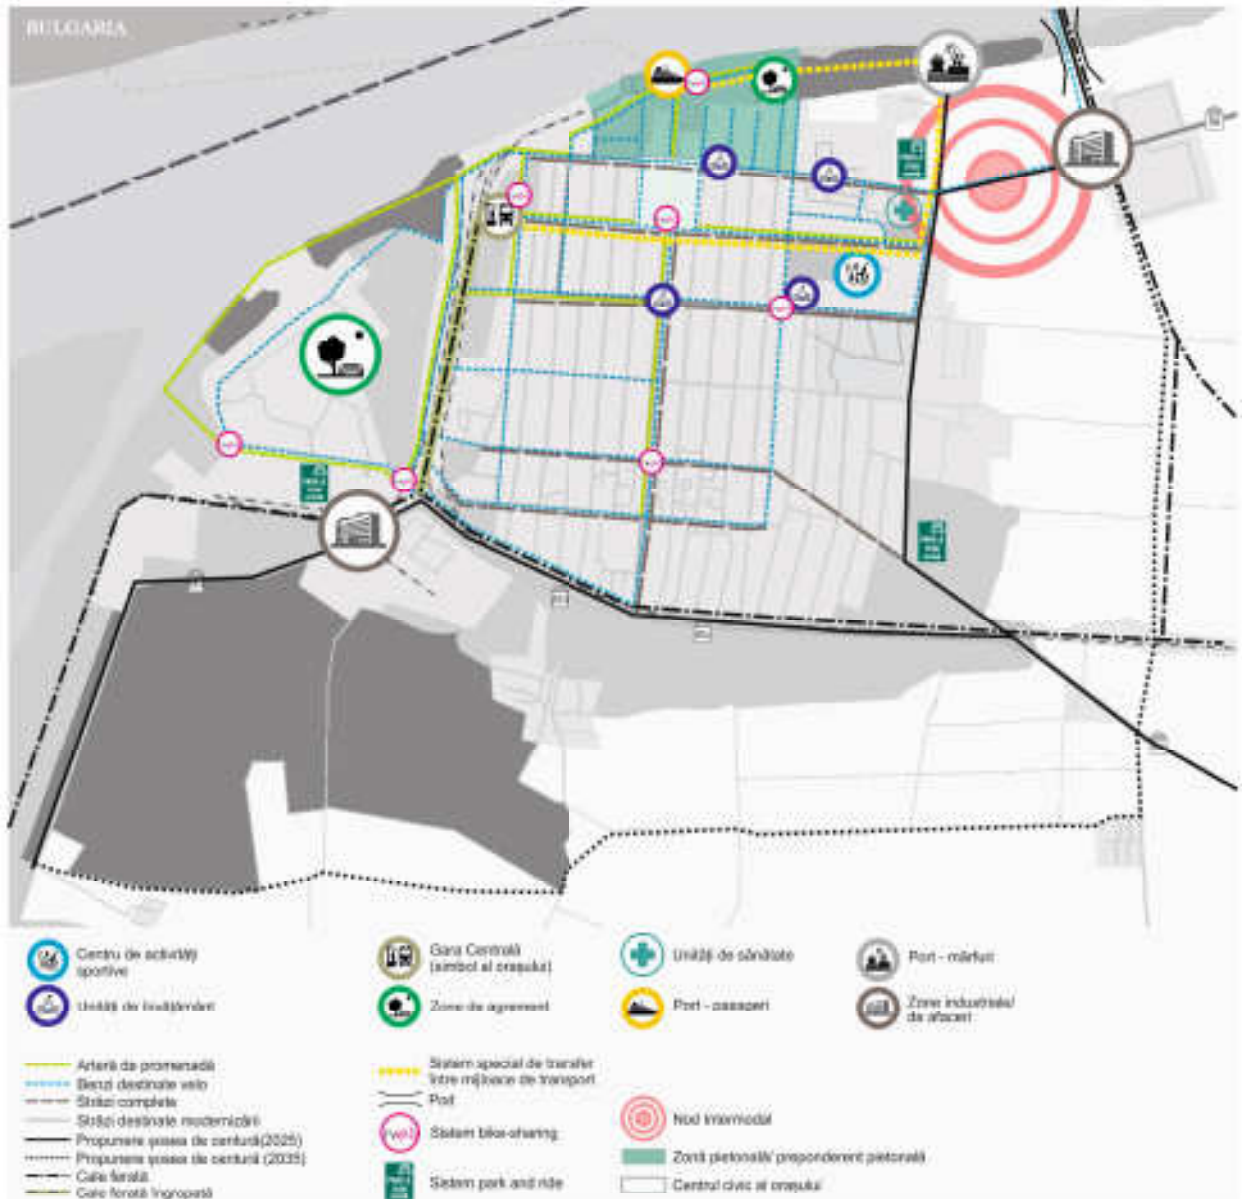 BULGARIA
Centru de activități
sportive
Unități de învățământ
Gara Centrală
(simbol al orașului)
Zone de agrement
Unități de sănătate
Port - pasageri
Port - mărfuri
Zone industriale/
de afaceri
Arteră de promenadă
Benzi destinate velo
Străzi complete
Străzi destinate modernizării
Propunere șosea de centură(2025)
Propunere șosea de centură (2035)
Cale ferată
Cale ferată îngropată
Sistem special de transfer
între mijloace de transport
Pod
Sistem bike-sharing
Sistem park and ride
Nod intermodal
Zonă pietonală/ preponderent pietonală
Centrul civic al orașului